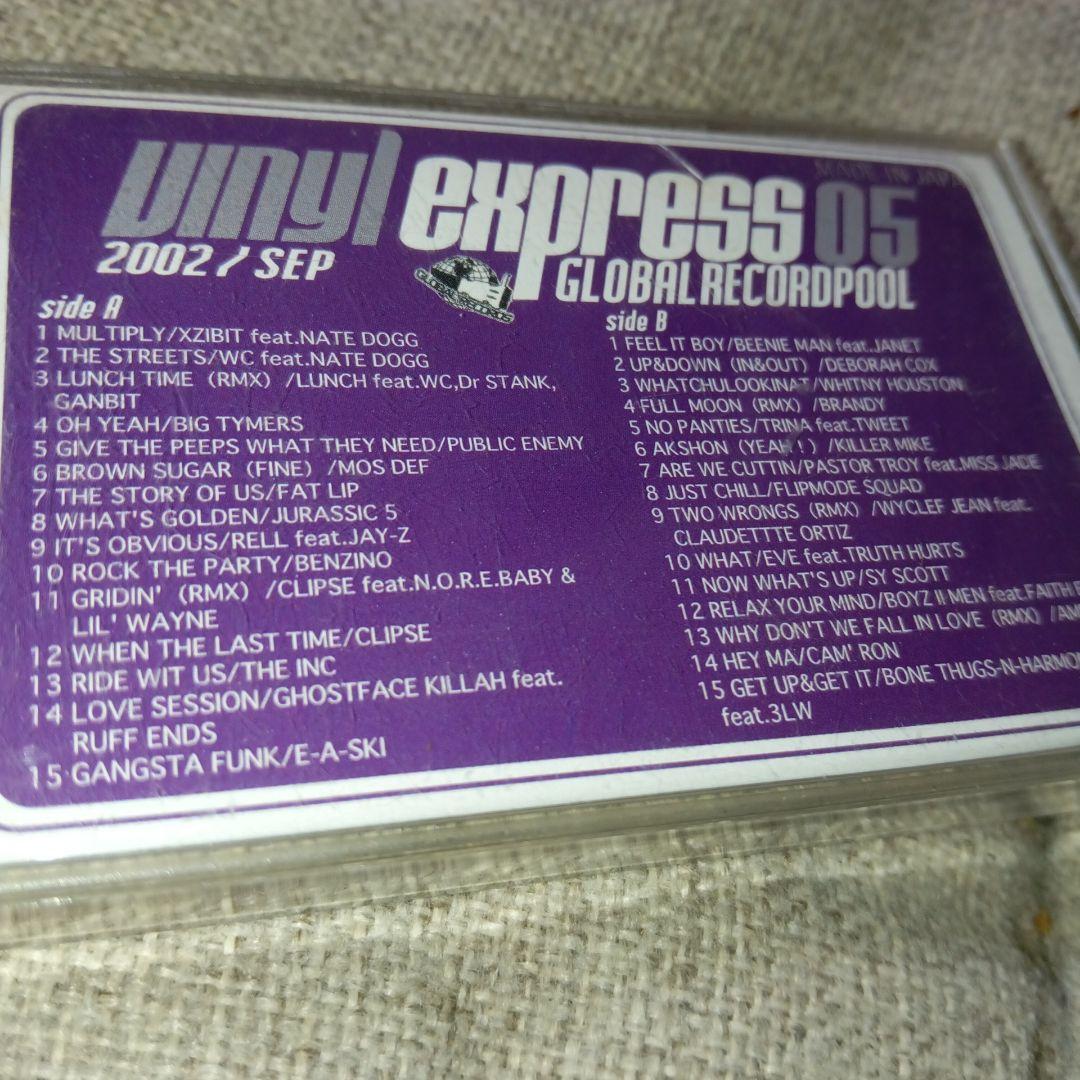 MADE IN JAPA
vinyl express 05
2002 / SEP
GLOBAL RECORDPOOL
side A
1 MULTIPLY/XZIBIT feat.NATE DOGG
2 THE STREETS/WC feat.NATE DOGG
3 LUNCH TIME (RMX) /LUNCH feat.WC,Dr STANK,
GANBIT
4 OH YEAH/BIG TYMERS
5 GIVE THE PEEPS WHAT THEY NEED/PUBLIC ENEMY
6 BROWN SUGAR (FINE) /MOS DEF
7 THE STORY OF US/FAT LIP
8 WHAT'S GOLDEN/JURASSIC 5
9 IT'S OBVIOUS/RELL feat.JAY-Z
10 ROCK THE PARTY/BENZINO
11 GRIDIN' (RMX) /CLIPSE feat.N.O.R.E.BABY &
LIL' WAYNE
12 WHEN THE LAST TIME/CLIPSE
13 RIDE WIT US/THE INC
14 LOVE SESSION/GHOSTFACE KILLAH feat.
RUFF ENDS
15 GANGSTA FUNK/E-A-SKI
side B
1 FEEL IT BOY/BEENIE MAN feat.JANET
2 UP&DOWN (IN&OUT) /DEBORAH COX
3 WHATCHULOOKINAT/WHITNY HOUSTON
4 FULL MOON (RMX) /BRANDY
5 NO PANTIES/TRINA feat.TWEET
6 AKSHON (YEAH!) /KILLER MIKE
7 ARE WE CUTTIN/PASTOR TROY feat.MISS JADE
8 JUST CHILL/FLIPMODE SQUAD
9 TWO WRONGS (RMX) /WYCLEF JEAN feat.
CLAUDETTTE ORTIZ
10 WHAT/EVE feat.TRUTH HURTS
11 NOW WHAT'S UP/SY SCOTT
12 RELAX YOUR MIND/BOYZ II MEN feat.FAITH
13 WHY DON'T WE FALL IN LOVE (RMX) /AM
14 HEY MA/CAM' RON
15 GET UP&GET IT/BONE THUGS-N-HARMO
feat.3LW